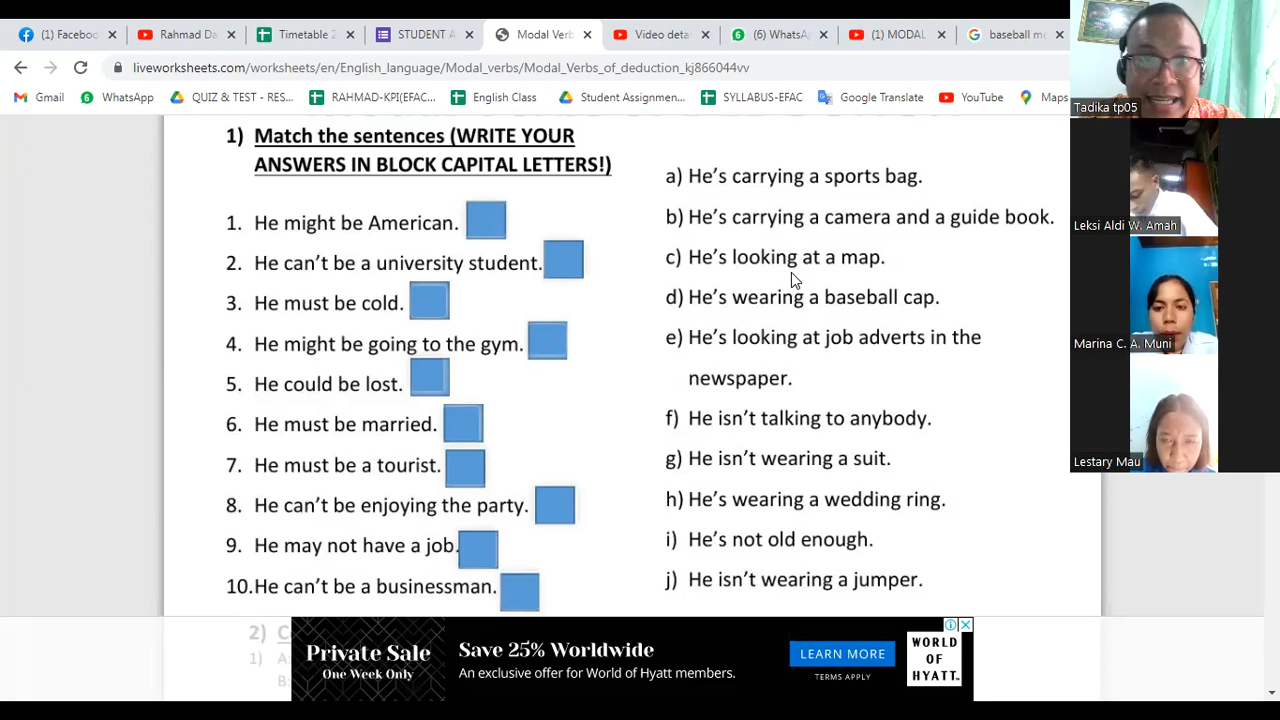 (1) Faceboo
Rahmad Da
Timetable 2
STUDENT A
Modal Verb
Video detai
(6) WhatsA
(1) MODAL
baseball me
liveworksheets.com/worksheets/en/English_language/Modal_verbs/Modal_Verbs_of_deduction_kj866044vv
Gmail
WhatsApp
QUIZ & TEST - RES...
RAHMAD-KPI(EFAC...
English Class
Student Assignmen...
SYLLABUS-EFAC
Google Translate
YouTube
Maps
Tadika tp05
Leksi Aldi W. Amah
Marina C. A. Muni
Lestary Mau
1) Match the sentences (WRITE YOUR
ANSWERS IN BLOCK CAPITAL LETTERS!)
1. He might be American.
2. He can't be a university student.
3. He must be cold.
4. He might be going to the gym.
5. He could be lost.
6. He must be married.
7. He must be a tourist.
8. He can't be enjoying the party.
9. He may not have a job.
10.He can't be a businessman.
a) He's carrying a sports bag.
b) He's carrying a camera and a guide book.
c) He's looking at a map.
d) He's wearing a baseball cap.
e) He's looking at job adverts in the
newspaper.
f) He isn't talking to anybody.
g) He isn't wearing a suit.
h) He's wearing a wedding ring.
i) He's not old enough.
j) He isn't wearing a jumper.
2) C
1) A:
B:
Private Sale
One Week Only
Save 25% Worldwide
An exclusive offer for World of Hyatt members.
LEARN MORE
TERMS APPLY
WORLD
OF
HYATT